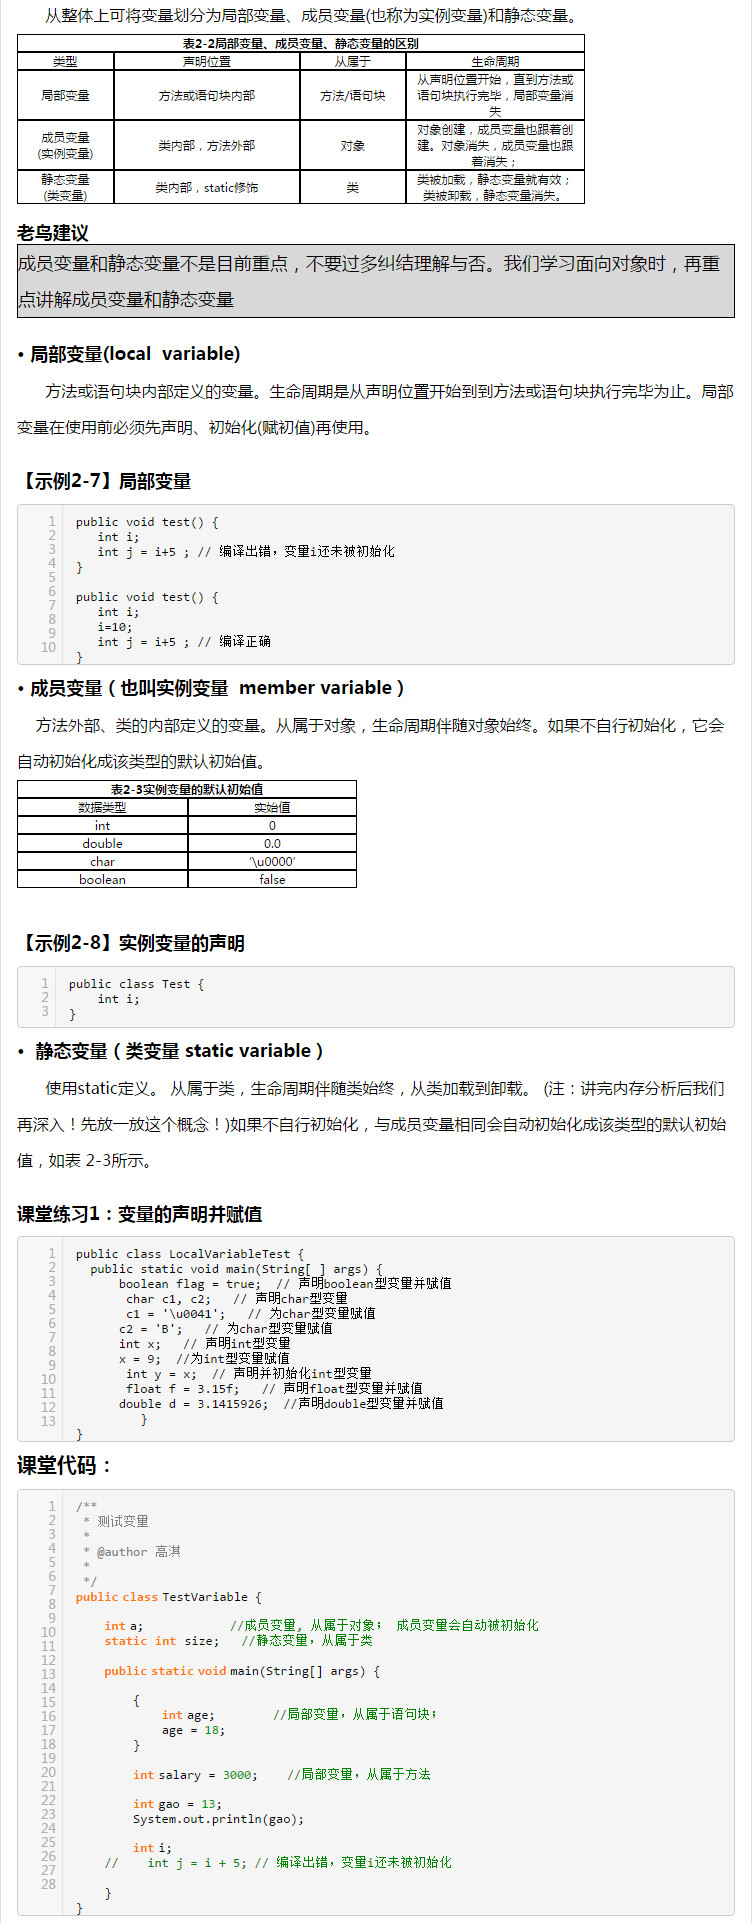 从整体上可将变量划分为局部变量、成员变量(也称为实例变量)和静态变量。
表2-2局部变量、成员变量、静态变量的区别
类型 声明位置 从属于 生命周期
局部变量 方法或语句块内部 方法/语句块 从声明位置开始，直到方法或
语句块执行完毕，局部变量消
失
成员变量
(实例变量) 类内部，方法外部 对象 对象创建，成员变量也跟着创
建。对象消失，成员变量也跟
着消失；
静态变量
(类变量) 类内部，static修饰 类 类被加载，静态变量就有效；
类被卸载，静态变量消失。
老鸟建议
成员变量和静态变量不是目前重点，不要过多纠结理解与否。我们学习面向对象时，再重
点讲解成员变量和静态变量
• 局部变量(local  variable)
方法或语句块内部定义的变量。生命周期是从声明位置开始到到方法或语句块执行完毕为止。局部
变量在使用前必须先声明、初始化(赋初值)再使用。
【示例2-7】局部变量
1 public void test() {
2    int i;
3    int j = i+5 ; // 编译出错，变量i还未被初始化
4 }
5
6 public void test() {
7    int i;
8    i=10;
9    int j = i+5 ; // 编译正确
10 }
• 成员变量（也叫实例变量  member variable）
方法外部、类的内部定义的变量。从属于对象，生命周期伴随对象始终。如果不自行初始化，它会
自动初始化成该类型的默认初始值。
表2-3实例变量的默认初始值
数据类型 实始值
int 0
double 0.0
char ‘\u0000’
boolean false
【示例2-8】实例变量的声明
1 public class Test {
2     int i;
3 }
•  静态变量（类变量 static variable）
使用static定义。 从属于类，生命周期伴随类始终，从类加载到卸载。 (注：讲完内存分析后我们
再深入！先放一放这个概念！)如果不自行初始化，与成员变量相同会自动初始化成该类型的默认初始
值，如表 2-3所示。
课堂练习1：变量的声明并赋值
1 public class LocalVariableTest {
2   public static void main(String[ ] args) {
3       boolean flag = true;  // 声明boolean型变量并赋值
4        char c1, c2;   // 声明char型变量
5        c1 = '\u0041';   // 为char型变量赋值
6       c2 = 'B';   // 为char型变量赋值
7       int x;   // 声明int型变量
8       x = 9;  //为int型变量赋值
9        int y = x;  // 声明并初始化int型变量
10        float f = 3.15f;   // 声明float型变量并赋值
11       double d = 3.1415926;  //声明double型变量并赋值
12          }
13 }
课堂代码：
1 /**
2  * 测试变量
3  *
4  * @author 高淇
5  *
6  */
7 public class TestVariable {
8
9     int a;            //成员变量, 从属于对象； 成员变量会自动被初始化
10     static int size;   //静态变量，从属于类
11
12     public static void main(String[] args) {
13
14         {
15             int age;        //局部变量，从属于语句块；
16             age = 18;
17         }
18
19         int salary = 3000;    //局部变量，从属于方法
20
21         int gao = 13;
22         System.out.println(gao);
23
24         int i;
25     //    int j = i + 5; // 编译出错，变量i还未被初始化
26
27     }
28 }